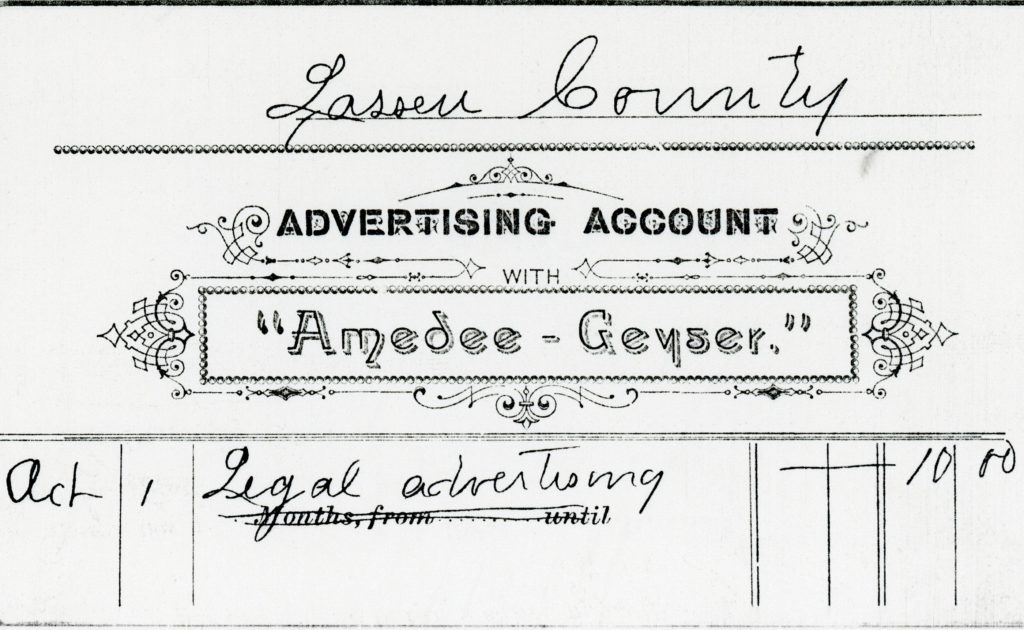 Lassen County
ADVERTISING ACCOUNT
WITH
"Amedee - Geyser."
Oct 1 Legal advertising 10 00
Months, from ........ until